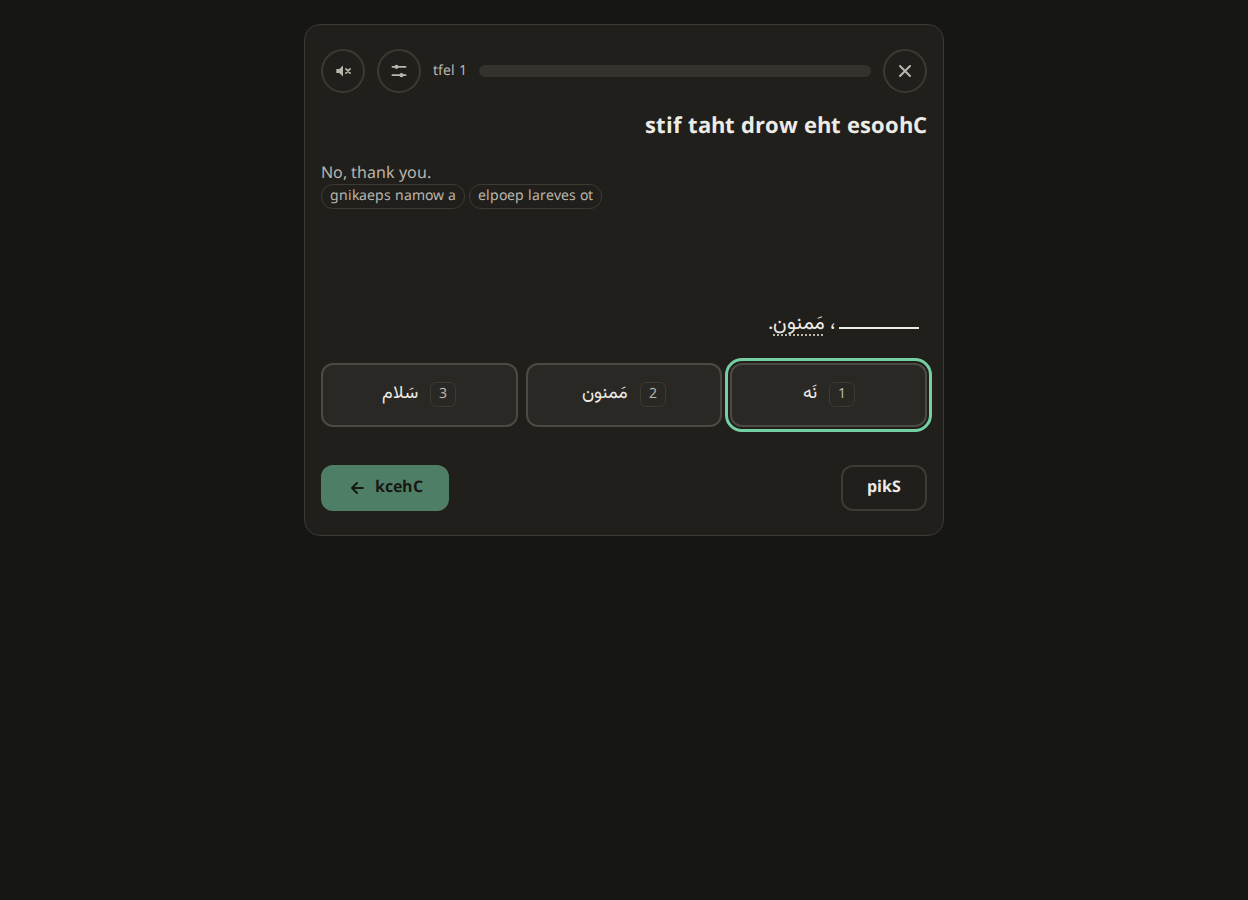 tfel 1
stif taht drow eht esoohC
No, thank you.
gnikaeps namow a
elpoep lareves ot
، مَمنون.
1 نَه
2 مَمنون
3 سَلام
pikS
kcehC ←